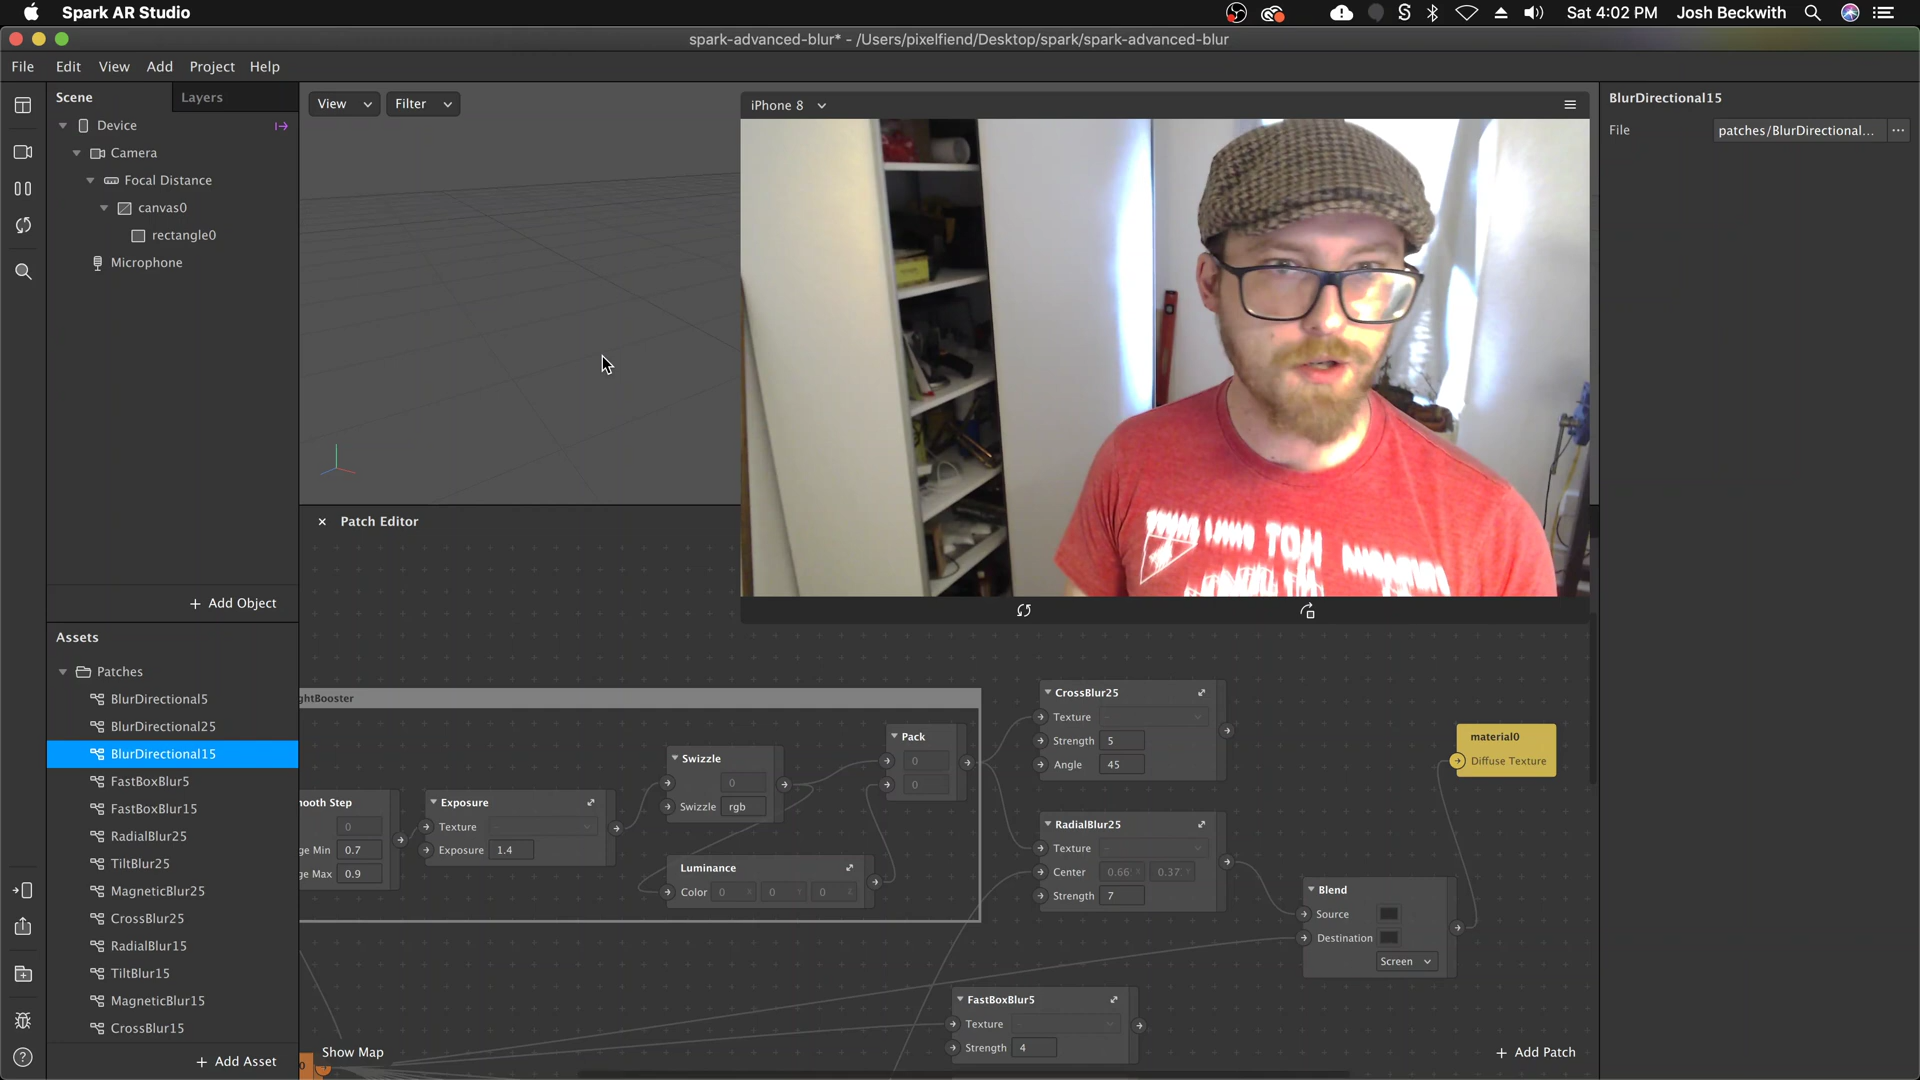 Spark AR Studio
Sat 4:02 PM
Josh Beckwith
spark-advanced-blur* - /Users/pixelfiend/Desktop/spark/spark-advanced-blur
File
Edit
View
Add
Project
Help
Scene
Layers
Device
Camera
Focal Distance
canvas0
rectangle0
Microphone
+ Add Object
View
Filter
iPhone 8
BlurDirectional15
File
patches/BlurDirectional...
Assets
Patches
BlurDirectional5
BlurDirectional25
BlurDirectional15
FastBoxBlur5
FastBoxBlur15
RadialBlur25
TiltBlur25
MagneticBlur25
CrossBlur25
RadialBlur15
TiltBlur15
MagneticBlur15
CrossBlur15
+ Add Asset
× Patch Editor
ghtBooster
nooth Step
0
ge Min 0.7
ge Max 0.9
Exposure
Texture -
Exposure 1.4
Swizzle
0
Swizzle rgb
Luminance
Color 0 0 0
Pack
0
0
CrossBlur25
Texture -
Strength 5
Angle 45
RadialBlur25
Texture -
Center 0.66 0.37
Strength 7
FastBoxBlur5
Texture -
Strength 4
Blend
Source
Destination
Screen
material0
Diffuse Texture
Show Map
+ Add Patch